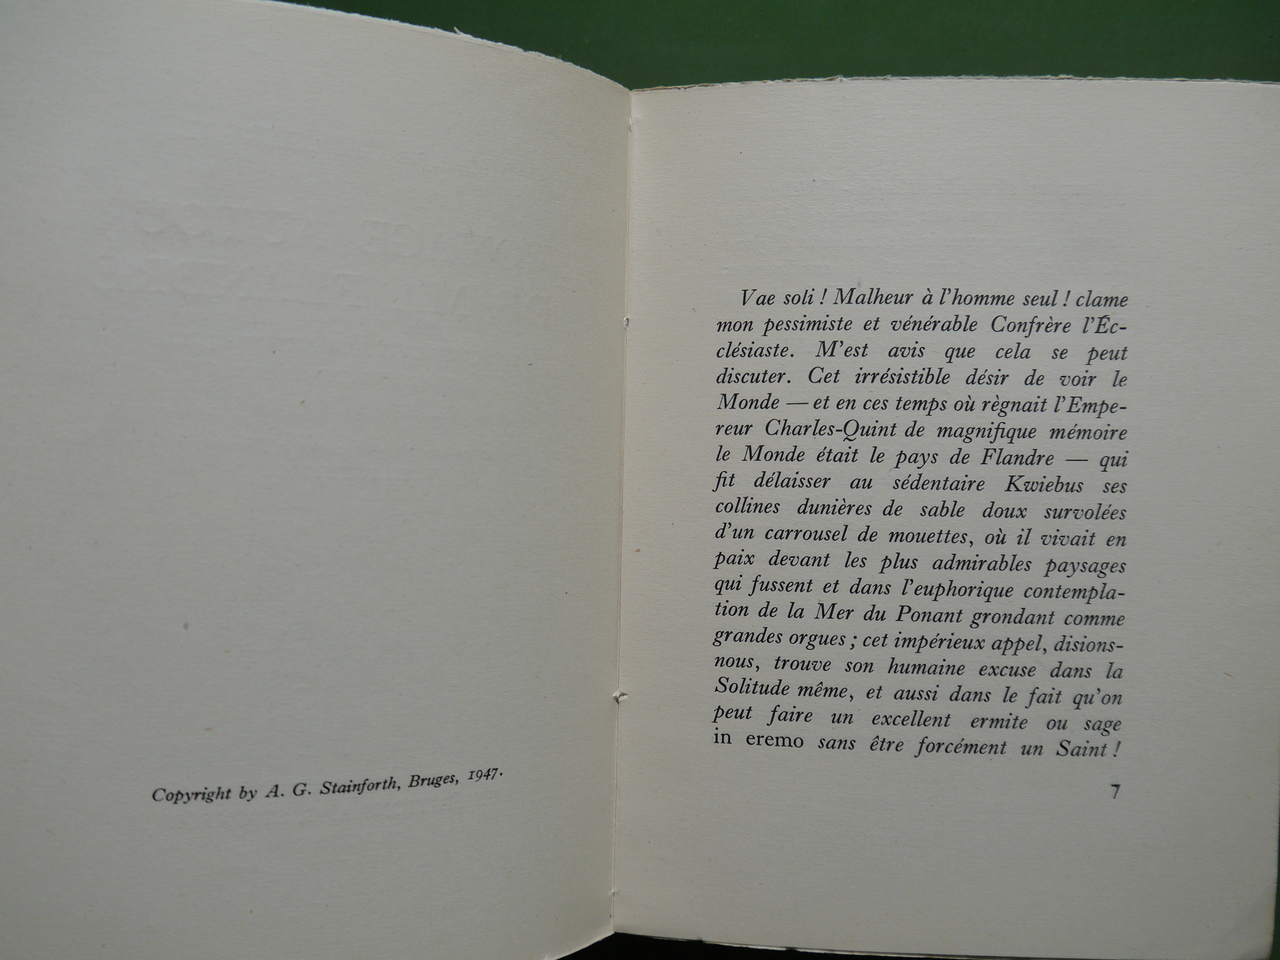 Copyright by A. G. Stainforth, Bruges, 1947.
Vae soli ! Malheur à l'homme seul ! clame
mon pessimiste et vénérable Confrère l'Éc-
clésiaste. M'est avis que cela se peut
discuter. Cet irrésistible désir de voir le
Monde — et en ces temps où règnait l'Empe-
reur Charles-Quint de magnifique mémoire
le Monde était le pays de Flandre — qui
fit délaisser au sédentaire Kwiebus ses
collines dunières de sable doux survolées
d'un carrousel de mouettes, où il vivait en
paix devant les plus admirables paysages
qui fussent et dans l'euphorique contempla-
tion de la Mer du Ponant grondant comme
grandes orgues ; cet impérieux appel, disions-
nous, trouve son humaine excuse dans la
Solitude même, et aussi dans le fait qu'on
peut faire un excellent ermite ou sage
in eremo sans être forcément un Saint !
7